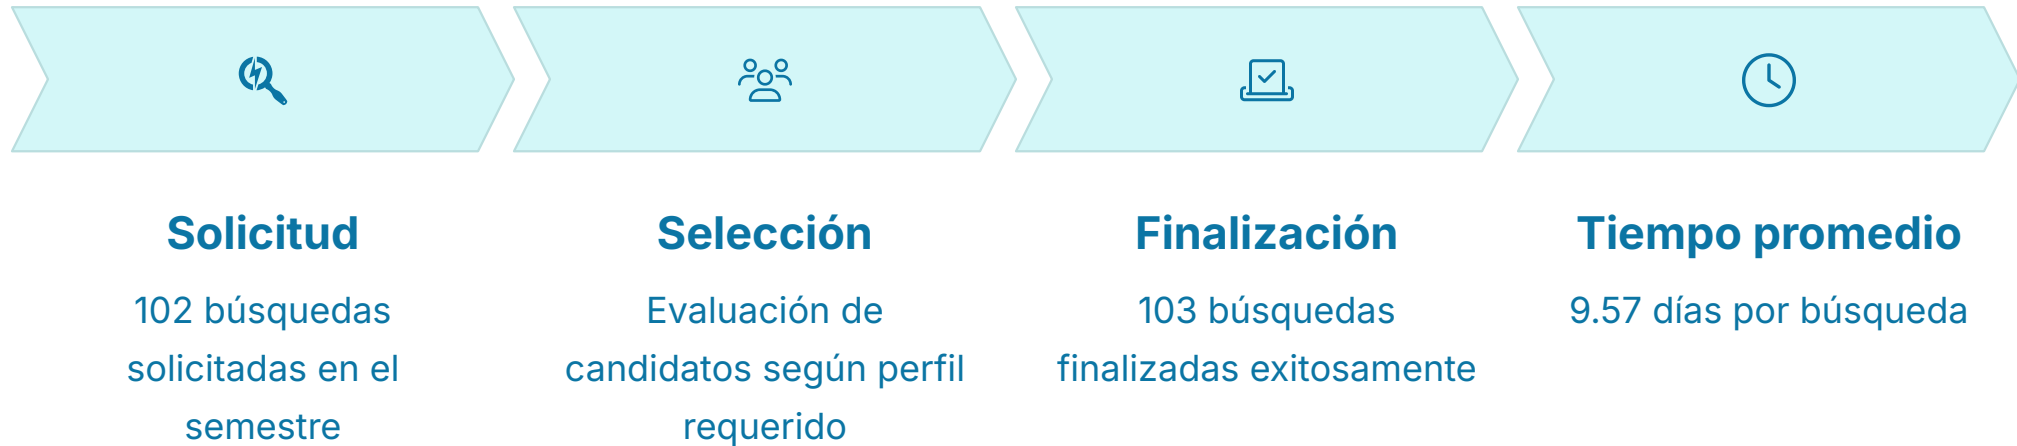 Solicitud
102 búsquedas
solicitadas en el
semestre
Selección
Evaluación de
candidatos según perfil
requerido
Finalización
103 búsquedas
finalizadas exitosamente
Tiempo promedio
9.57 días por búsqueda